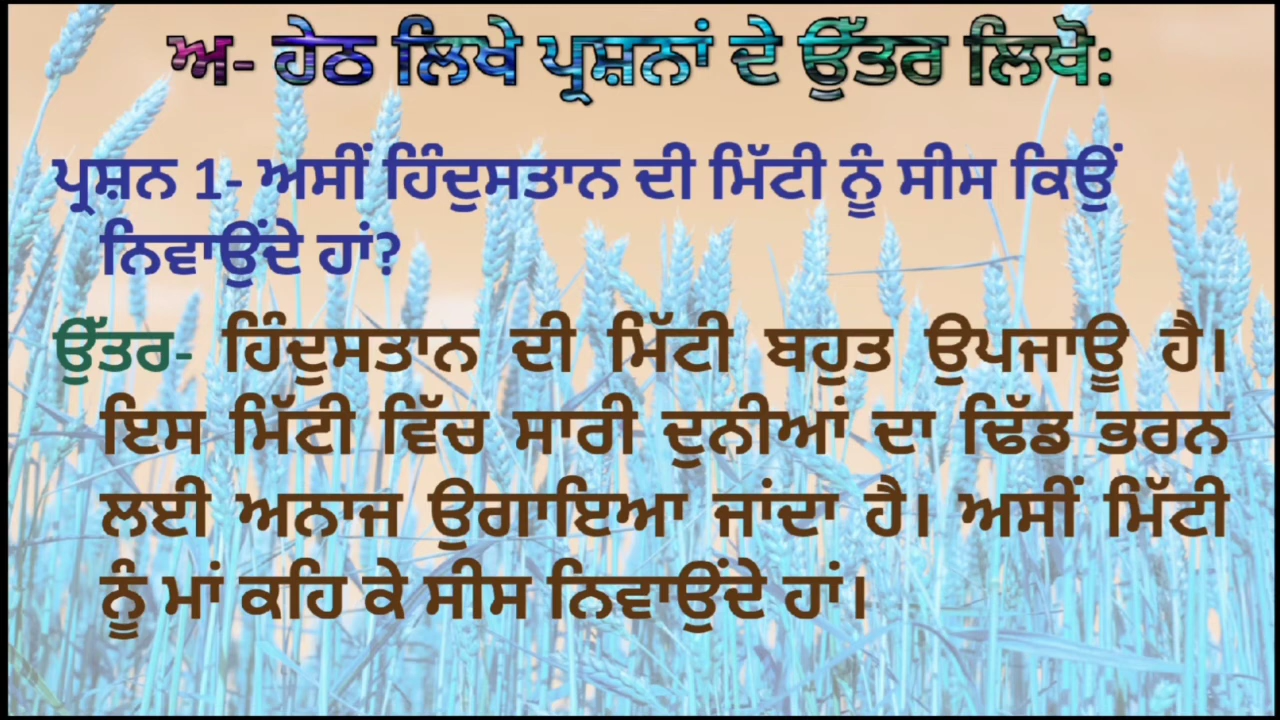 ਅ- ਹੇਠ ਲਿਖੇ ਪ੍ਰਸ਼ਨਾਂ ਦੇ ਉੱਤਰ ਲਿਖੋ:
ਪ੍ਰਸ਼ਨ 1- ਅਸੀਂ ਹਿੰਦੁਸਤਾਨ ਦੀ ਮਿੱਟੀ ਨੂੰ ਸੀਸ ਕਿਉਂ
ਨਿਵਾਉਂਦੇ ਹਾਂ?
ਉੱਤਰ- ਹਿੰਦੁਸਤਾਨ ਦੀ ਮਿੱਟੀ ਬਹੁਤ ਉਪਜਾਊ ਹੈ।
ਇਸ ਮਿੱਟੀ ਵਿੱਚ ਸਾਰੀ ਦੁਨੀਆਂ ਦਾ ਢਿੱਡ ਭਰਨ
ਲਈ ਅਨਾਜ ਉਗਾਇਆ ਜਾਂਦਾ ਹੈ। ਅਸੀਂ ਮਿੱਟੀ
ਨੂੰ ਮਾਂ ਕਹਿ ਕੇ ਸੀਸ ਨਿਵਾਉਂਦੇ ਹਾਂ।